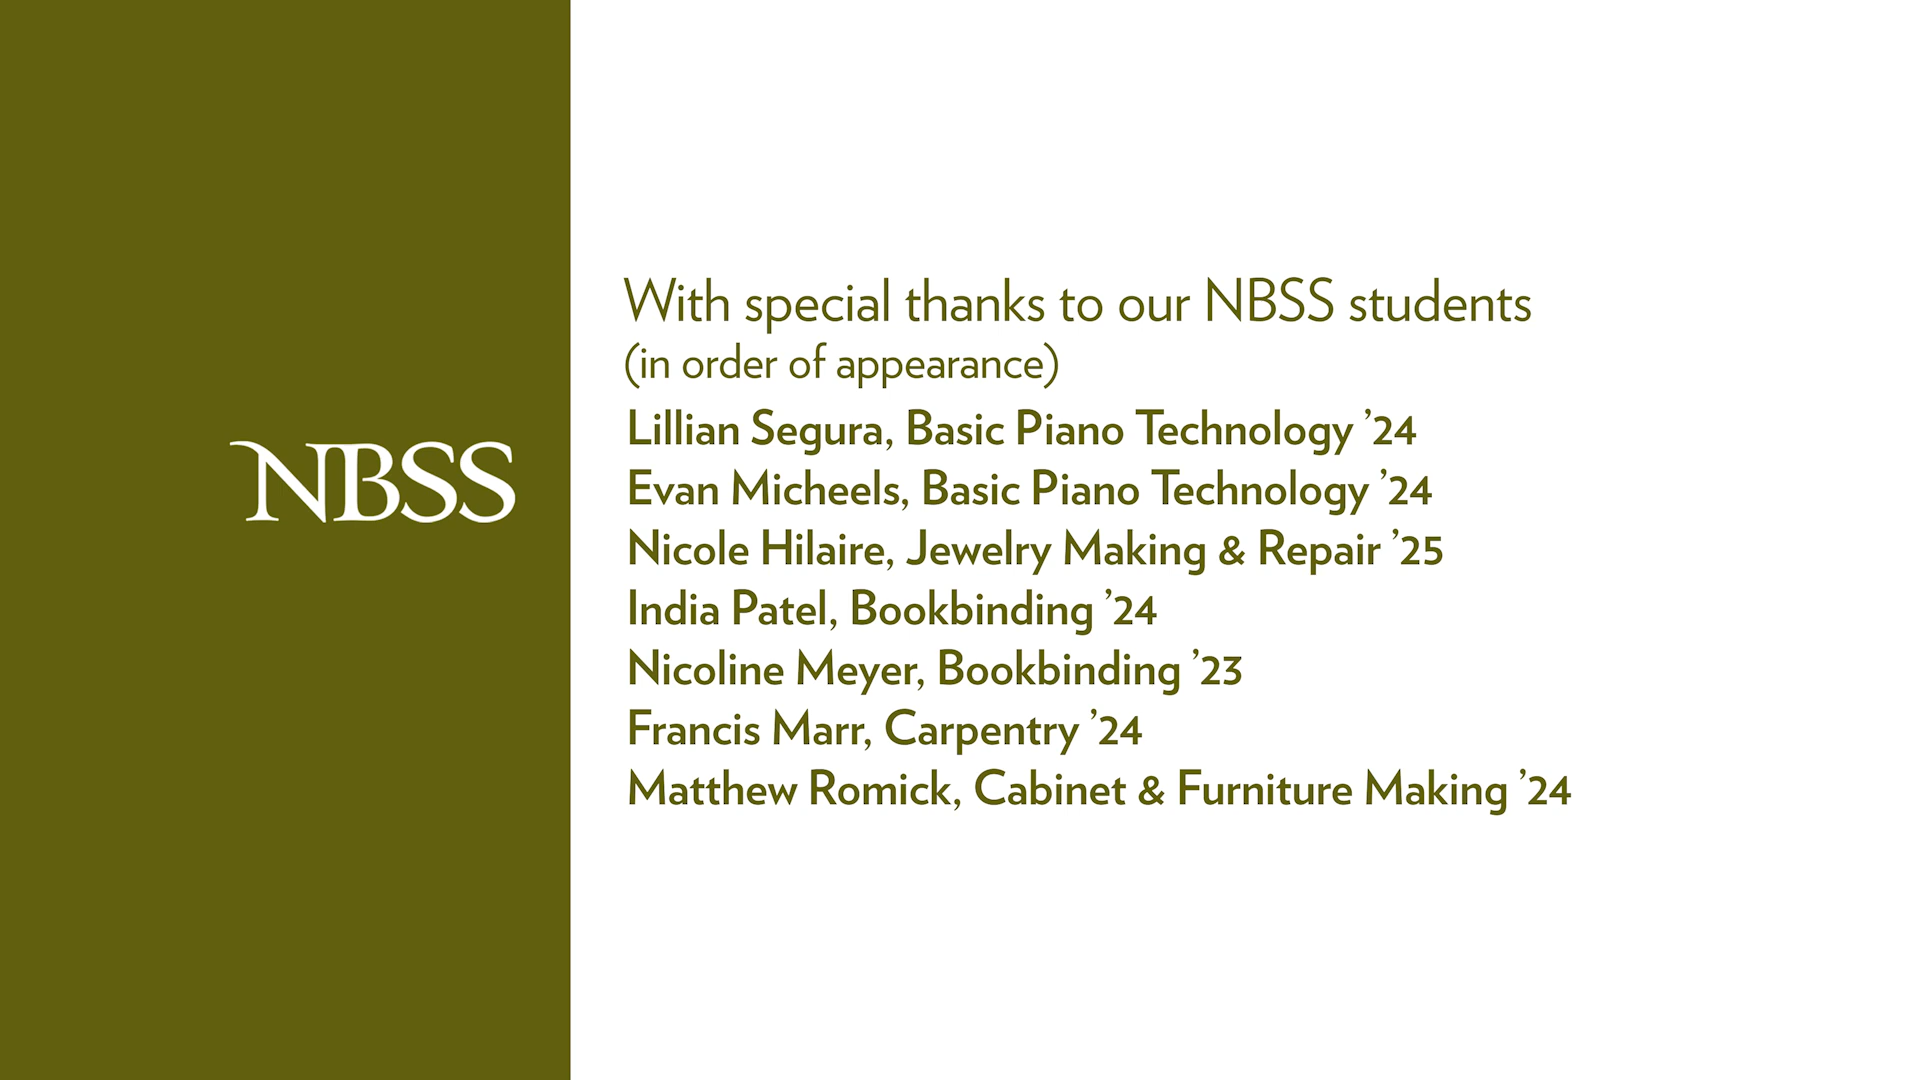 NBSS
With special thanks to our NBSS students
(in order of appearance)
Lillian Segura, Basic Piano Technology ’24
Evan Micheels, Basic Piano Technology ’24
Nicole Hilaire, Jewelry Making & Repair ’25
India Patel, Bookbinding ’24
Nicoline Meyer, Bookbinding ’23
Francis Marr, Carpentry ’24
Matthew Romick, Cabinet & Furniture Making ’24